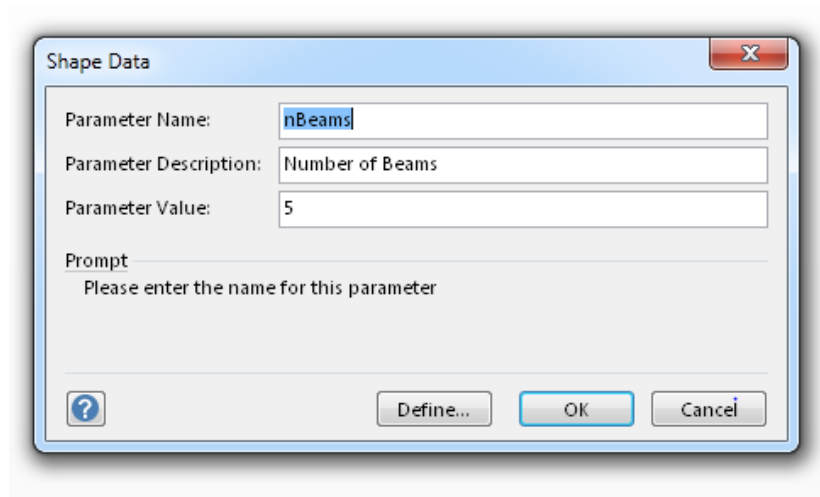 Shape Data
Parameter Name: nBeams
Parameter Description: Number of Beams
Parameter Value: 5
Prompt
Please enter the name for this parameter
? Define... OK Cancel